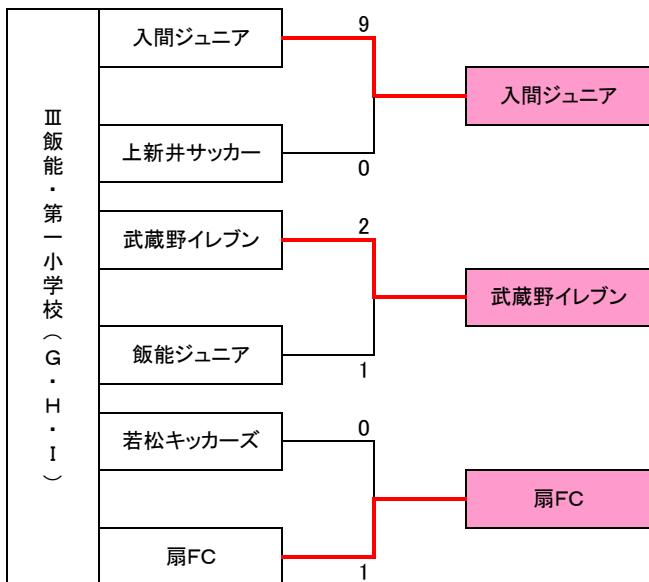 Ⅲ飯能・第一小学校(G・H・I)
入間ジュニア
9
入間ジュニア
上新井サッカー
0
武蔵野イレブン
2
武蔵野イレブン
飯能ジュニア
1
若松キッカーズ
0
扇FC
扇FC
1